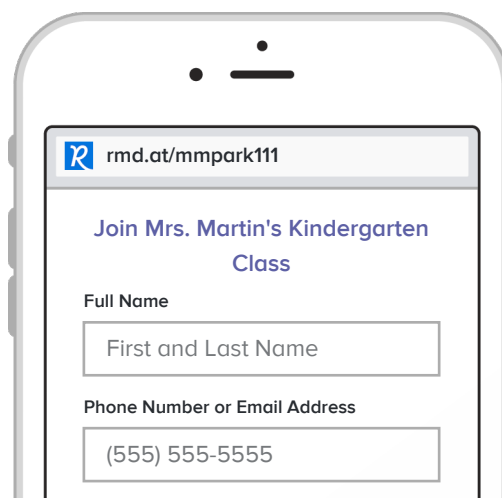 rmd.at/mmpark111
Join Mrs. Martin's Kindergarten
Class
Full Name
First and Last Name
Phone Number or Email Address
(555) 555-5555